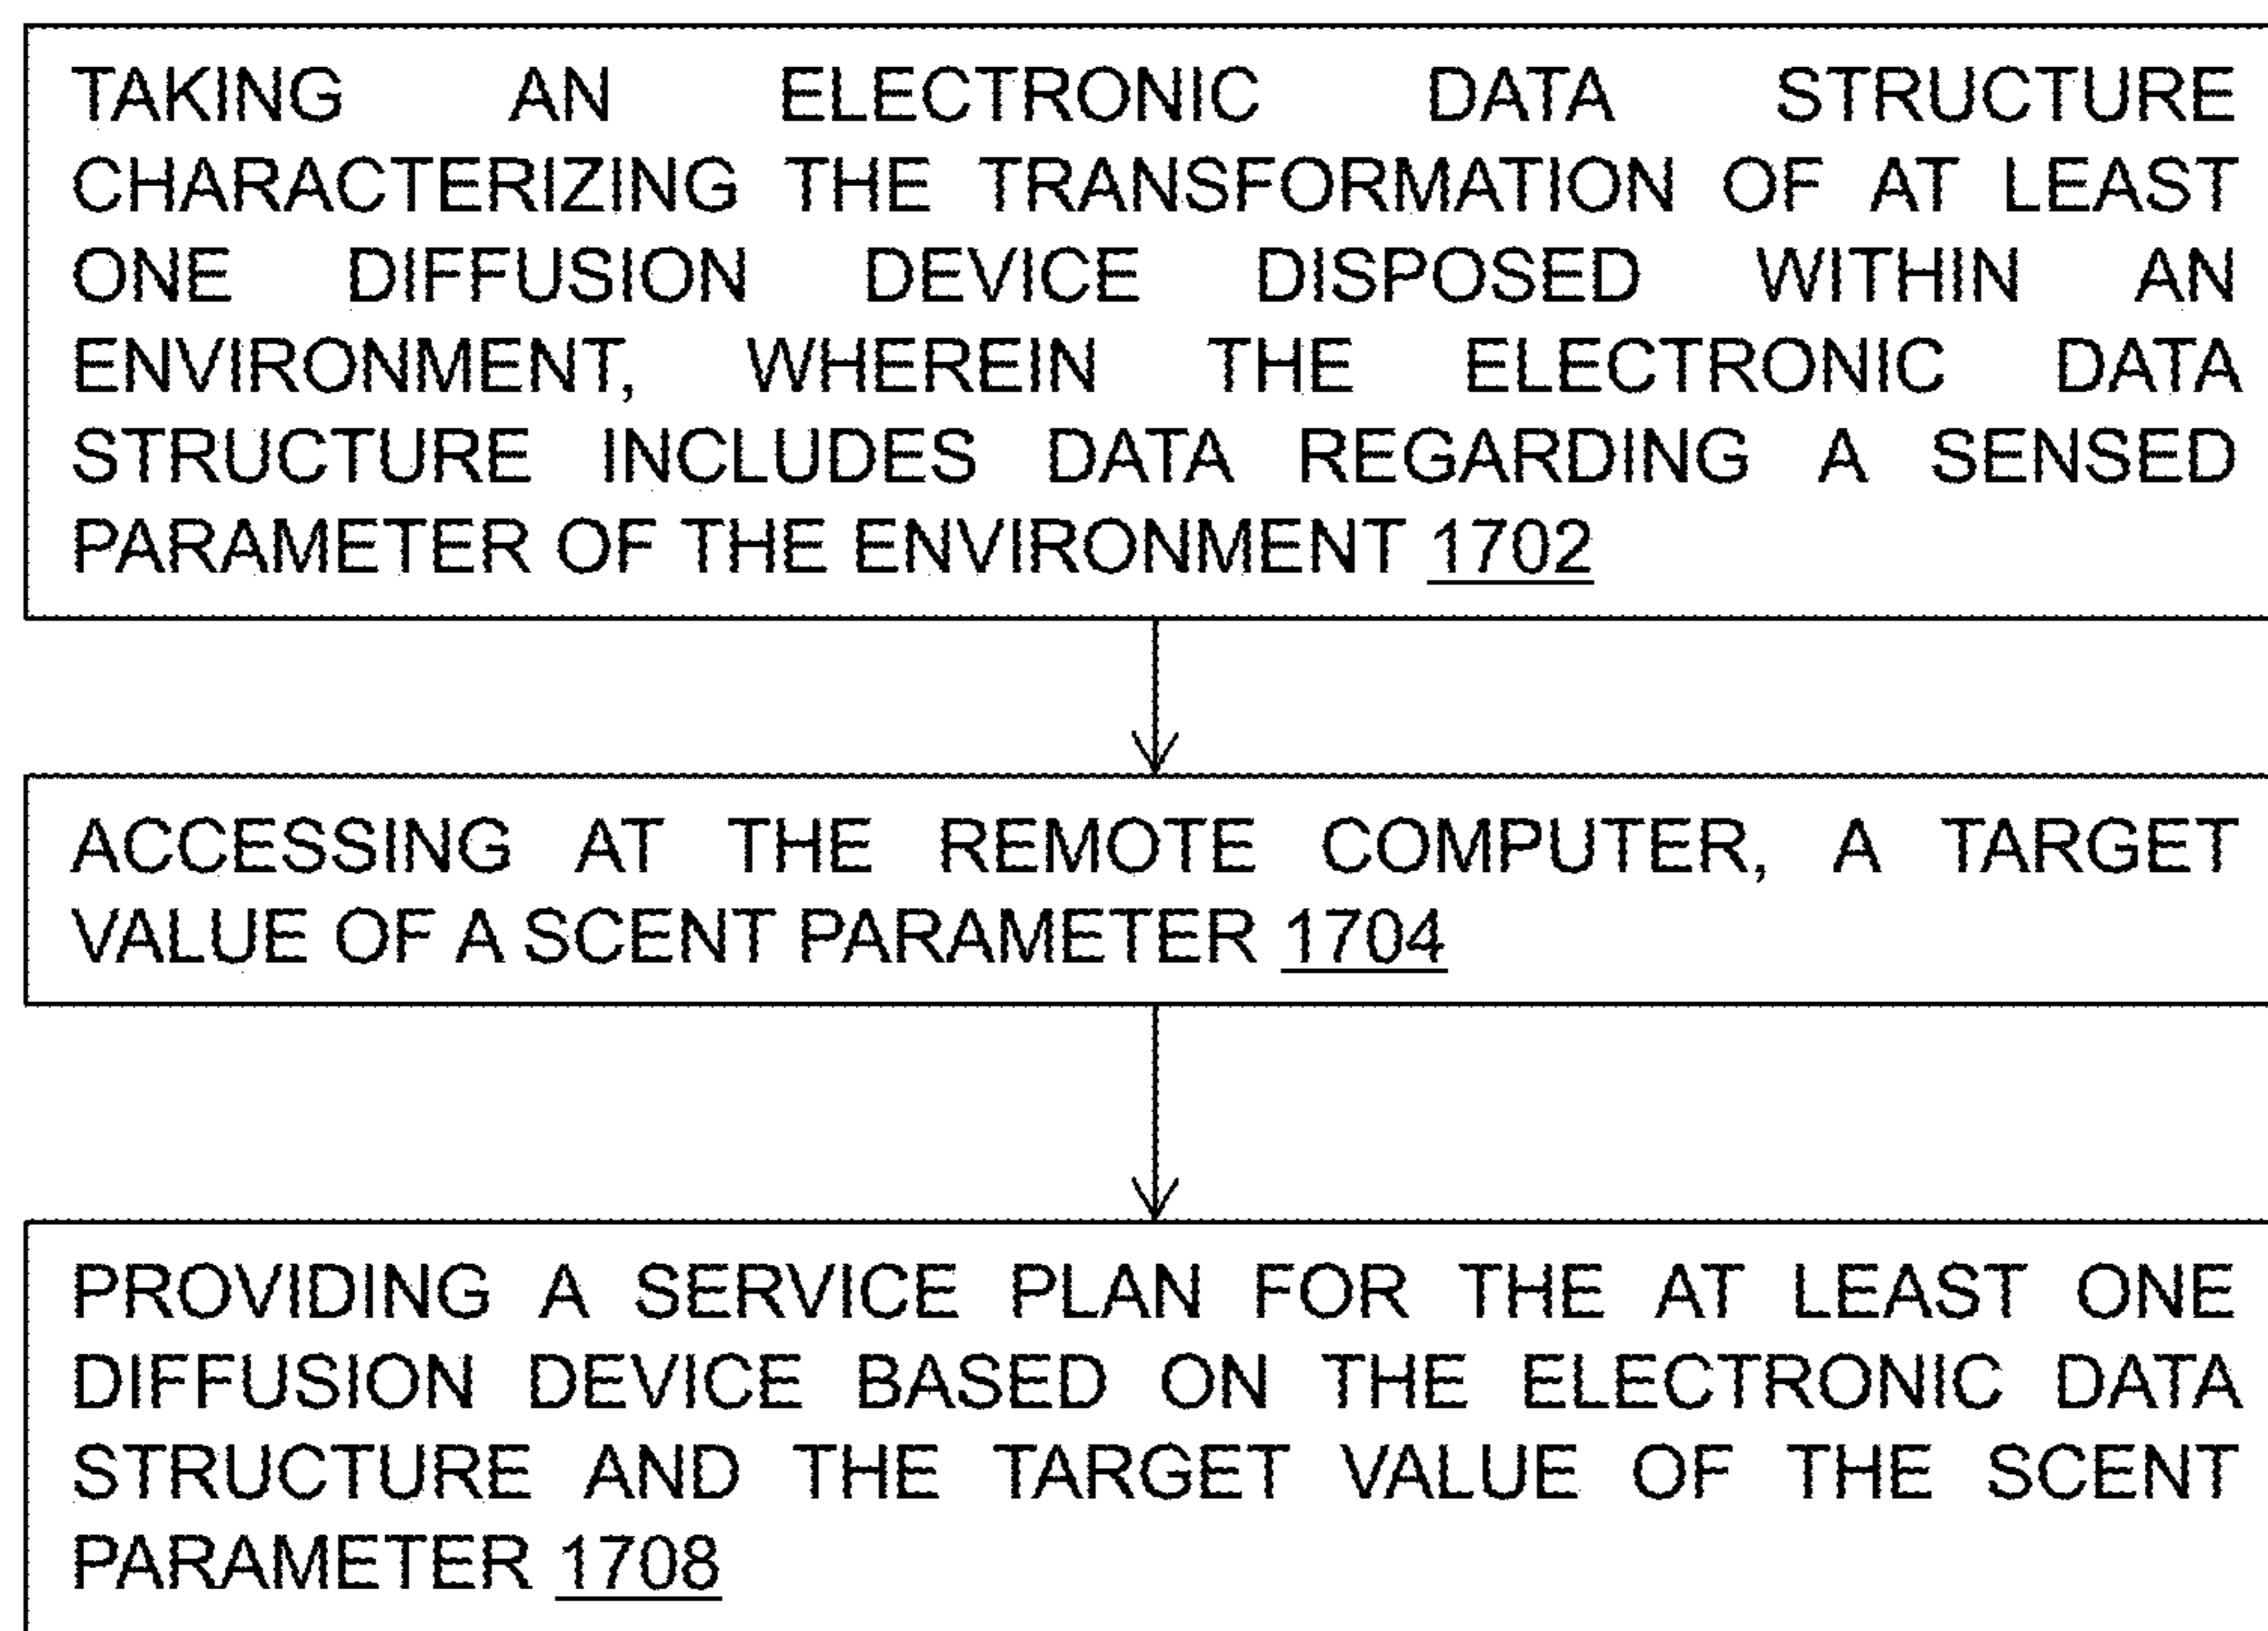 TAKING AN ELECTRONIC DATA STRUCTURE
CHARACTERIZING THE TRANSFORMATION OF AT LEAST
ONE DIFFUSION DEVICE DISPOSED WITHIN AN
ENVIRONMENT, WHEREIN THE ELECTRONIC DATA
STRUCTURE INCLUDES DATA REGARDING A SENSED
PARAMETER OF THE ENVIRONMENT 1702
ACCESSING AT THE REMOTE COMPUTER, A TARGET
VALUE OF A SCENT PARAMETER 1704
PROVIDING A SERVICE PLAN FOR THE AT LEAST ONE
DIFFUSION DEVICE BASED ON THE ELECTRONIC DATA
STRUCTURE AND THE TARGET VALUE OF THE SCENT
PARAMETER 1708